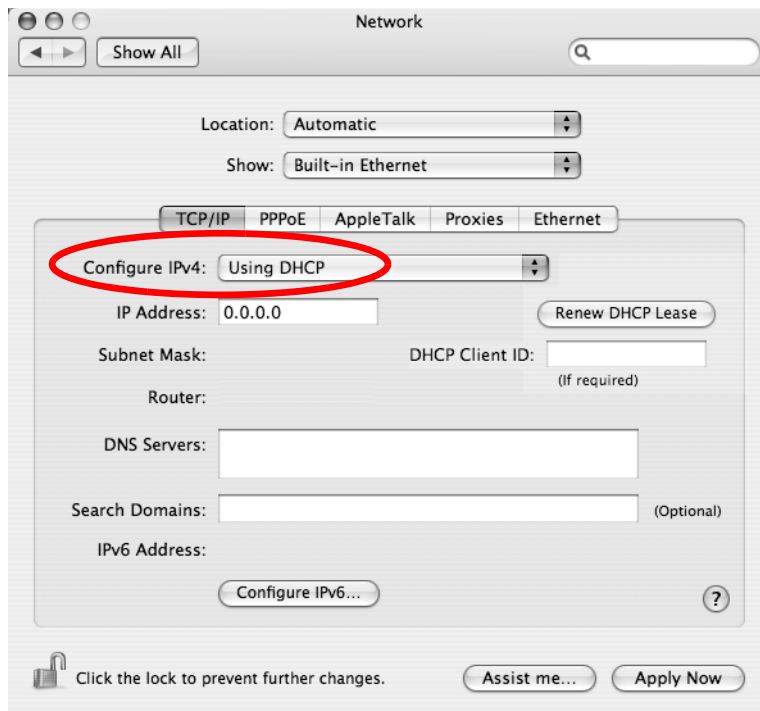 Network
Show All
Location: Automatic
Show: Built-in Ethernet
TCP/IP PPPoE AppleTalk Proxies Ethernet
Configure IPv4: Using DHCP
IP Address: 0.0.0.0 Renew DHCP Lease
Subnet Mask: DHCP Client ID:
(If required)
Router:
DNS Servers:
Search Domains: (Optional)
IPv6 Address:
Configure IPv6... ?
Click the lock to prevent further changes. Assist me... Apply Now